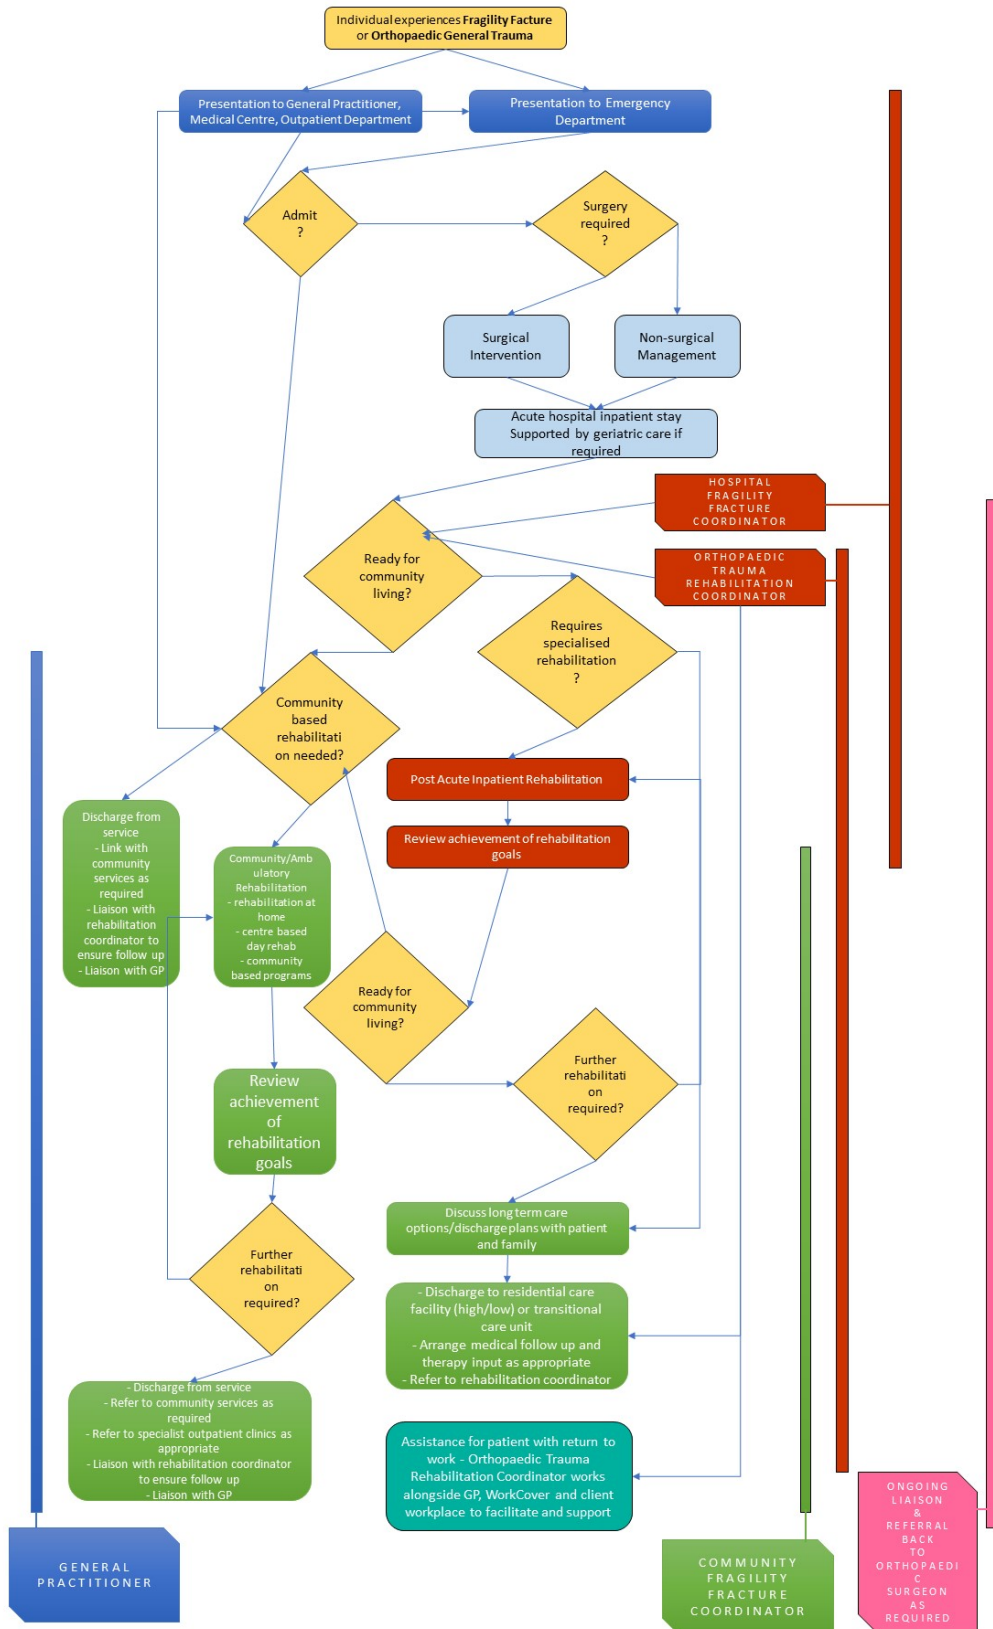 Individual experiences Fragility Facture
or Orthopaedic General Trauma
Presentation to General Practitioner,
Medical Centre, Outpatient Department
Presentation to Emergency
Department
Admit
?
Surgery
required
?
Surgical
Intervention
Non-surgical
Management
Acute hospital inpatient stay
Supported by geriatric care if
required
HOSPITAL
FRAGILITY
FRACTURE
COORDINATOR
ORTHOPAEDIC
TRAUMA
REHABILITATION
COORDINATOR
Ready for
community
living?
Requires
specialised
rehabilitation
?
Community
based
rehabilitati
on needed?
Post Acute Inpatient Rehabilitation
Review achievement of rehabilitation
goals
Discharge from
service
- Link with
community
services as
required
- Liaison with
rehabilitation
coordinator to
ensure follow up
- Liaison with GP
Community/Amb
ulatory
Rehabilitation
- rehabilitation at
home
- centre based
day rehab
- community
based programs
Ready for
community
living?
Further
rehabilitati
on
required?
Review
achievement
of
rehabilitation
goals
Discuss long term care
options/discharge plans with patient
and family
Further
rehabilitati
on
required?
- Discharge to residential care
facility (high/low) or transitional
care unit
- Arrange medical follow up and
therapy input as appropriate
- Refer to rehabilitation coordinator
- Discharge from service
- Refer to community services as
required
- Refer to specialist outpatient clinics as
appropriate
- Liaison with rehabilitation coordinator
to ensure follow up
- Liaison with GP
Assistance for patient with return to
work - Orthopaedic Trauma
Rehabilitation Coordinator works
alongside GP, WorkCover and client
workplace to facilitate and support
GENERAL
PRACTITIONER
COMMUNITY
FRAGILITY
FRACTURE
COORDINATOR
ONGOING
LIAISON
&
REFERRAL
BACK
TO
ORTHOPAEDI
C
SURGEON
AS
REQUIRED